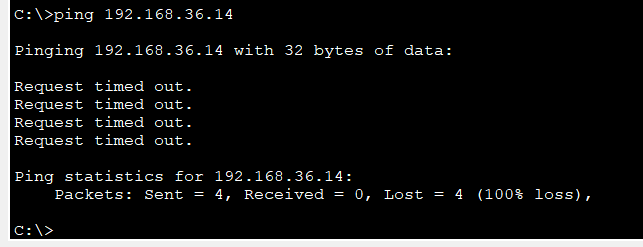 C:\>ping 192.168.36.14
Pinging 192.168.36.14 with 32 bytes of data:
Request timed out.
Request timed out.
Request timed out.
Request timed out.
Ping statistics for 192.168.36.14:
    Packets: Sent = 4, Received = 0, Lost = 4 (100% loss),
C:\>